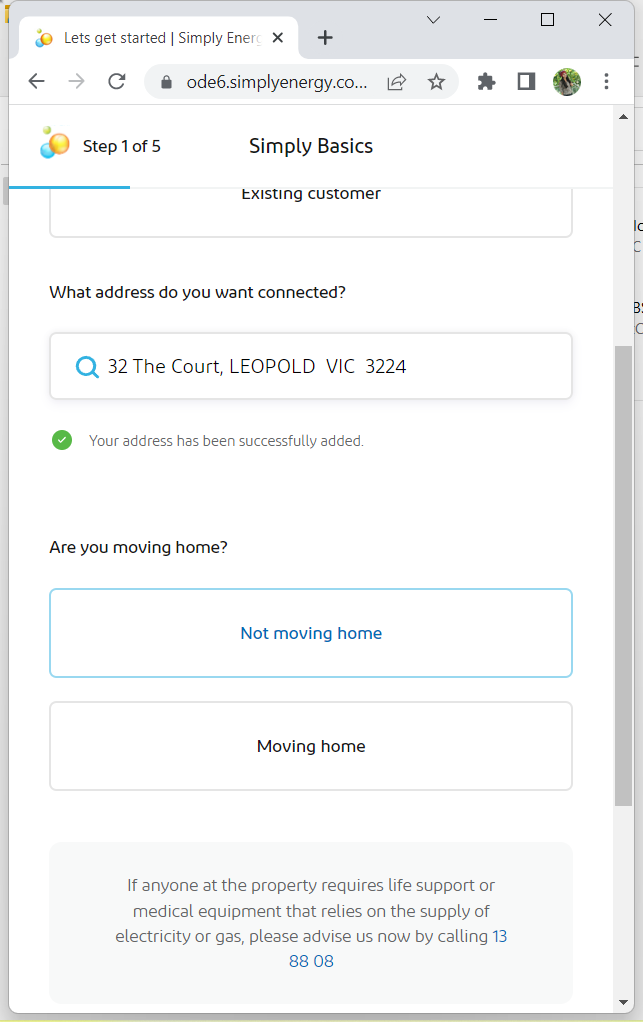 Lets get started | Simply Energ
ode6.simplyenergy.co...
Step 1 of 5
Simply Basics
Existing customer
What address do you want connected?
32 The Court, LEOPOLD VIC 3224
Your address has been successfully added.
Are you moving home?
Not moving home
Moving home
If anyone at the property requires life support or
medical equipment that relies on the supply of
electricity or gas, please advise us now by calling 13
88 08